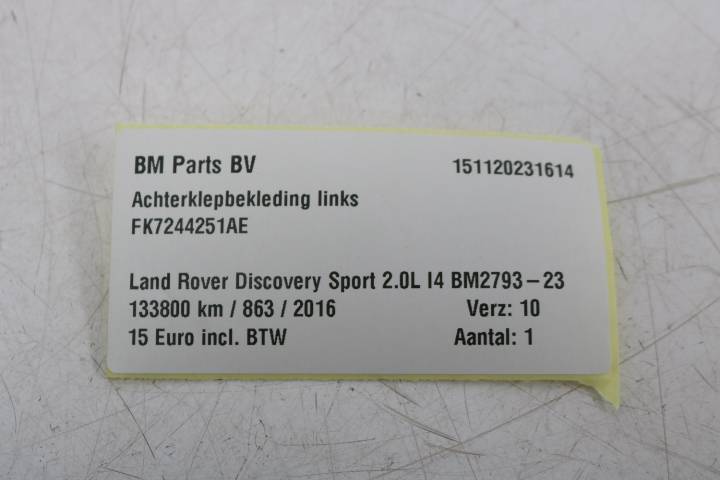 BM Parts BV 151120231614
Achterklepbekleding links
FK7244251AE
Land Rover Discovery Sport 2.0L I4 BM2793-23
133800 km / 863 / 2016 Verz: 10
15 Euro incl. BTW Aantal: 1